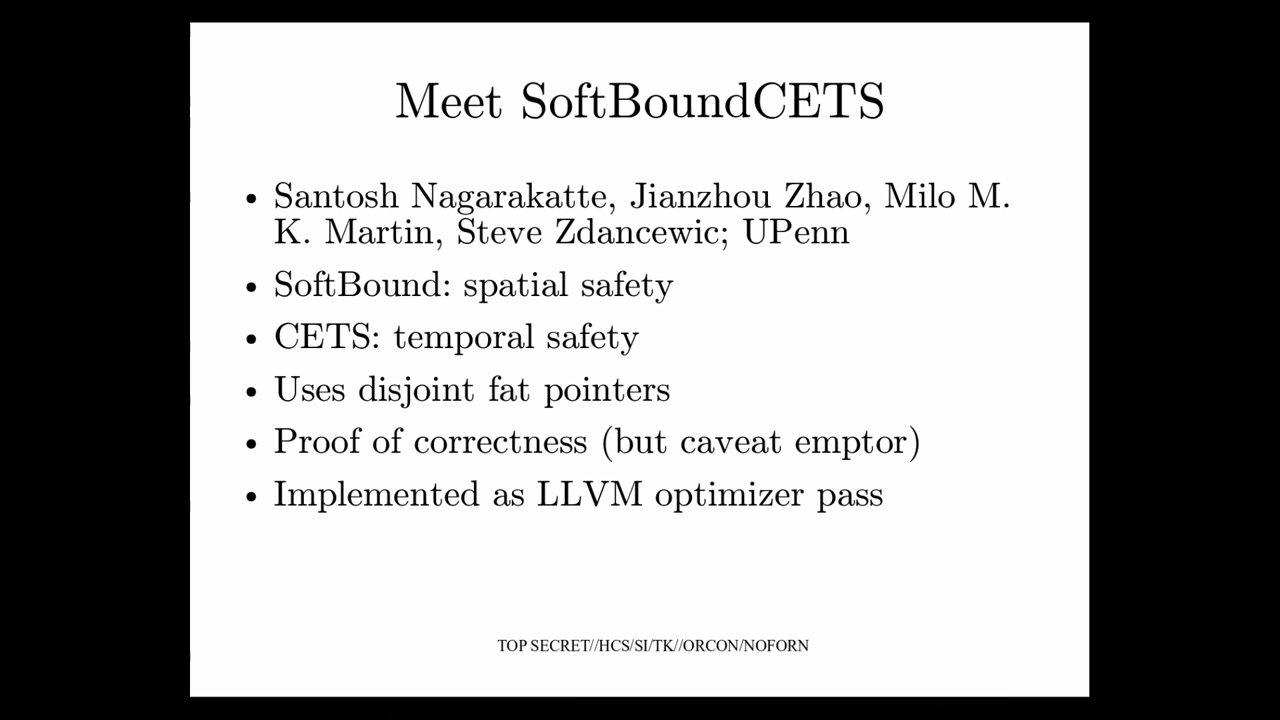 Meet SoftBoundCETS
• Santosh Nagarakatte, Jianzhou Zhao, Milo M.
K. Martin, Steve Zdancewic; UPenn
• SoftBound: spatial safety
• CETS: temporal safety
• Uses disjoint fat pointers
• Proof of correctness (but caveat emptor)
• Implemented as LLVM optimizer pass
TOP SECRET//HCS/SI/TK//ORCON/NOFORN